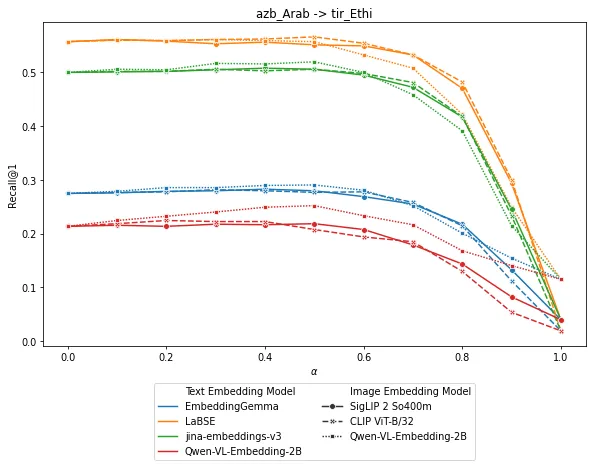 azb_Arab -> tir_Ethi
Recall@1
0.5
0.4
0.3
0.2
0.1
0.0
0.0 0.2 0.4 0.6 0.8 1.0
α
Text Embedding Model
EmbeddingGemma
LaBSE
jina-embeddings-v3
Qwen-VL-Embedding-2B
Image Embedding Model
SigLIP 2 So400m
CLIP ViT-B/32
Qwen-VL-Embedding-2B